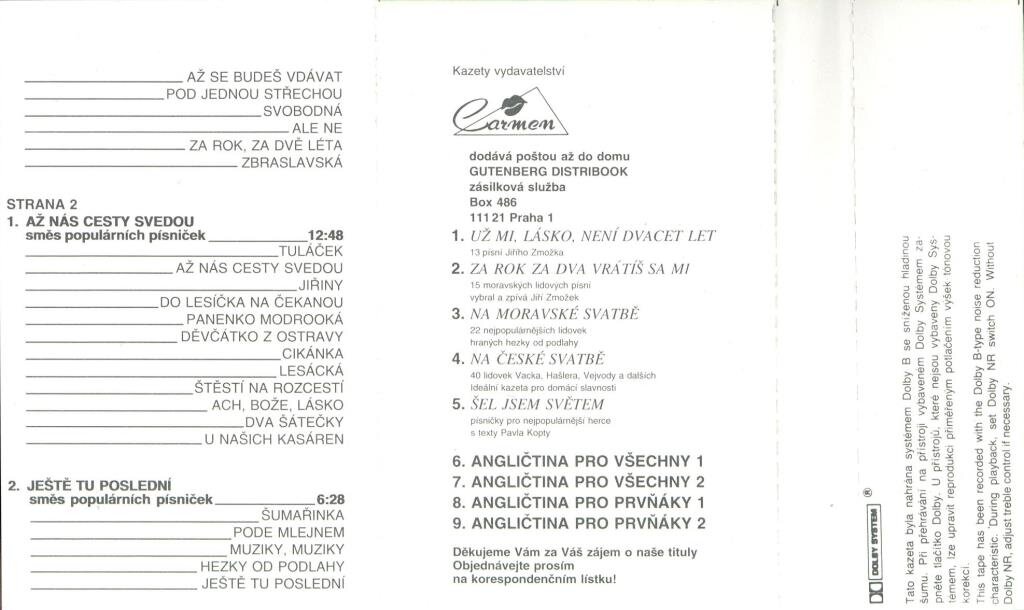 AŽ SE BUDEŠ VDÁVAT
POD JEDNOU STŘECHOU
SVOBODNÁ
ALE NE
ZA ROK, ZA DVĚ LÉTA
ZBRASLAVSKÁ
STRANA 2
1. AŽ NÁS CESTY SVEDOU
směs populárních písniček 12:48
TULÁČEK
AŽ NÁS CESTY SVEDOU
JIŘINY
DO LESÍČKA NA ČEKANOU
PANENKO MODROOKÁ
DĚVČÁTKO Z OSTRAVY
CIKÁNKA
LESÁCKÁ
ŠTĚSTÍ NA ROZCESTÍ
ACH, BOŽE, LÁSKO
DVA ŠÁTEČKY
U NAŠICH KASÁREN
2. JEŠTĚ TU POSLEDNÍ
směs populárních písniček 6:28
ŠUMAŘINKA
PODE MLEJNEM
MUZIKY, MUZIKY
HEZKY OD PODLAHY
JEŠTĚ TU POSLEDNÍ
Kazety vydavatelství
Carmen
dodává poštou až do domu
GUTENBERG DISTRIBOOK
zásilková služba
Box 486
111 21 Praha 1
1. UŽ MI, LÁSKO, NENÍ DVACET LET
13 písní Jiřího Zmožka
2. ZA ROK ZA DVA VRÁTÍŠ SA MI
15 moravských lidových písní
vybral a zpívá Jiří Zmožek
3. NA MORAVSKÉ SVATBĚ
22 nejpopulárnějších lidovek
hraných hezky od podlahy
4. NA ČESKÉ SVATBĚ
40 lidovek Vacka, Hašlera, Vejvody a dalších
Ideální kazeta pro domácí slavnosti
5. ŠEL JSEM SVĚTEM
písničky pro nejpopulárnější herce
s texty Pavla Kopty
6. ANGLIČTINA PRO VŠECHNY 1
7. ANGLIČTINA PRO VŠECHNY 2
8. ANGLIČTINA PRO PRVŇÁKY 1
9. ANGLIČTINA PRO PRVŇÁKY 2
Děkujeme Vám za Váš zájem o naše tituly
Objednávejte prosím
na korespondenčním lístku!
DOLBY SYSTEM ®
Tato kazeta byla nahrána systémem Dolby B se sníženou hladinou
šumu. Při přehrávání na přístroji vybaveném Dolby Systémem za-
pněte tlačítko Dolby. U přístrojů, které nejsou vybaveny Dolby Sys-
témem, lze upravit reprodukci přiměřeným potlačením výšek tónovou
korekcí.
This tape has been recorded with the Dolby B-type noise reduction
characteristic. During playback, set Dolby NR switch ON. Without
Dolby NR, adjust treble control if necessary.